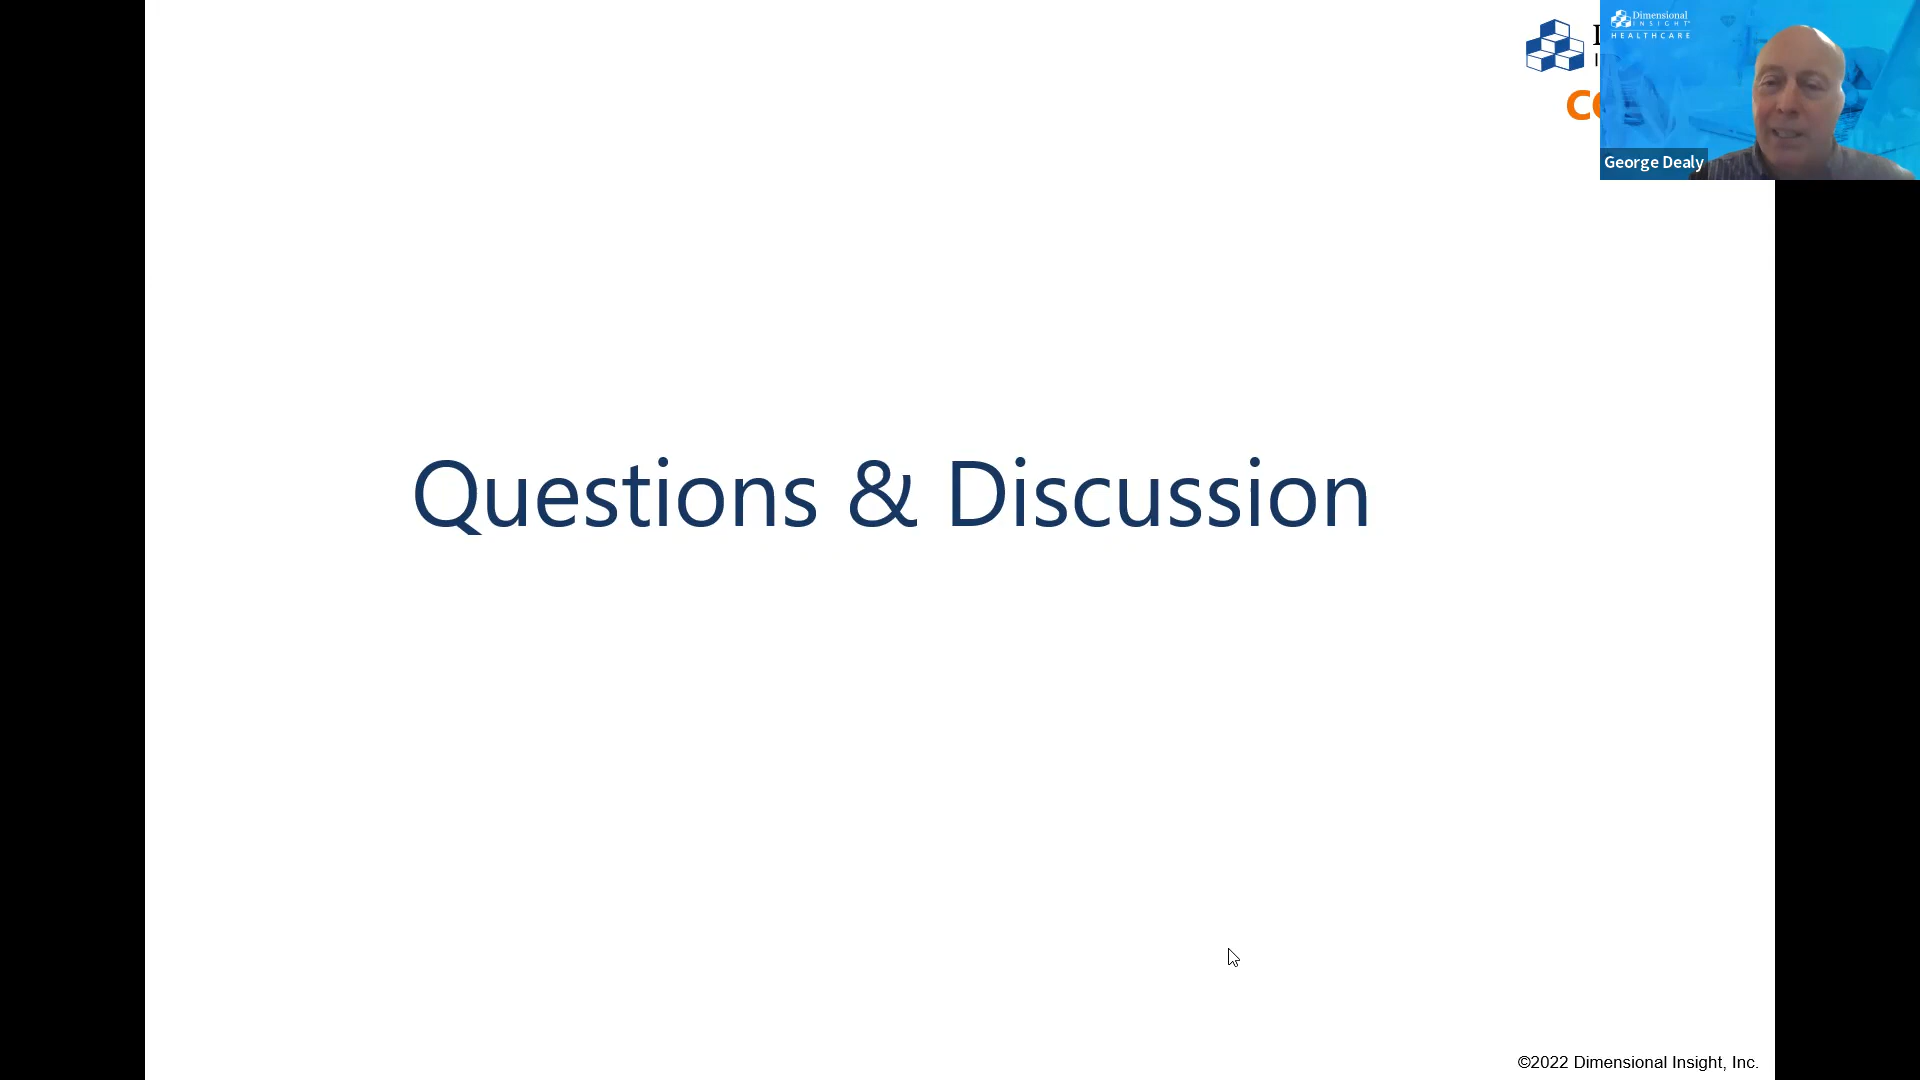 Dimensional
INSIGHT
HEALTHCARE
George Dealy
Questions & Discussion
©2022 Dimensional Insight, Inc.